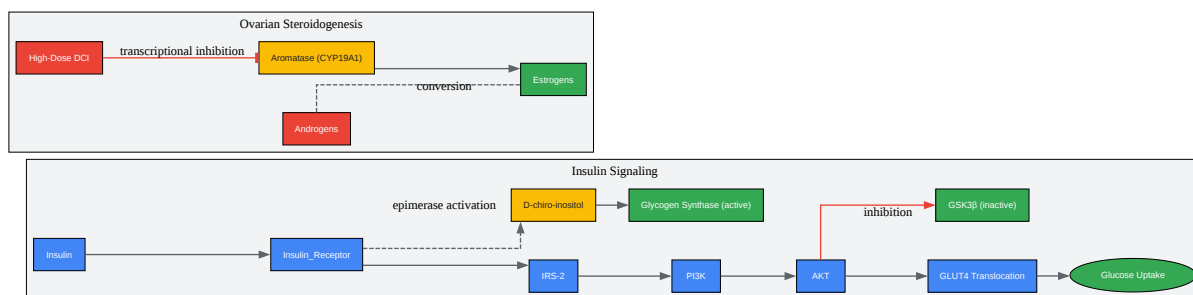 Ovarian Steroidogenesis
High-Dose DCI
transcriptional inhibition
Aromatase (CYP19A1)
Estrogens
conversion
Androgens
Insulin Signaling
epimerase activation
D-chiro-inositol
Glycogen Synthase (active)
inhibition
GSK3β (inactive)
Insulin
Insulin_Receptor
IRS-2
PI3K
AKT
GLUT4 Translocation
Glucose Uptake